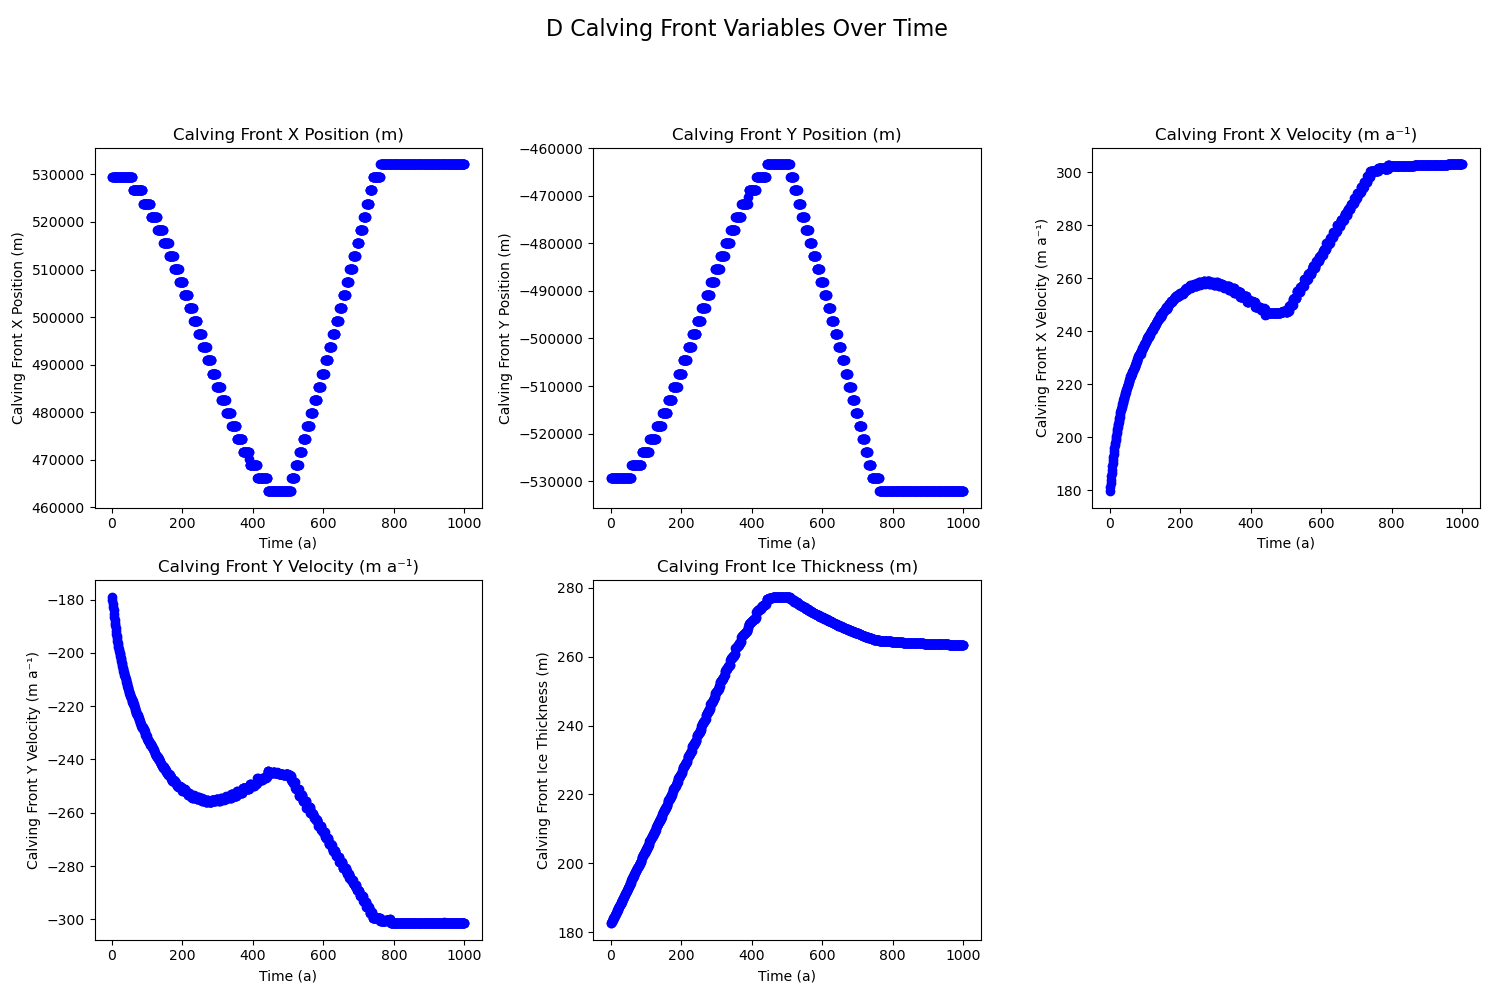 D Calving Front Variables Over Time
Calving Front X Position (m)
Calving Front X Position (m)
530000
520000
510000
500000
490000
480000
470000
460000
0 200 400 600 800 1000
Time (a)
Calving Front Y Position (m)
Calving Front Y Position (m)
−460000
−470000
−480000
−490000
−500000
−510000
−520000
−530000
0 200 400 600 800 1000
Time (a)
Calving Front X Velocity (m a⁻¹)
Calving Front X Velocity (m a⁻¹)
300
280
260
240
220
200
180
0 200 400 600 800 1000
Time (a)
Calving Front Y Velocity (m a⁻¹)
Calving Front Y Velocity (m a⁻¹)
−180
−200
−220
−240
−260
−280
−300
0 200 400 600 800 1000
Time (a)
Calving Front Ice Thickness (m)
Calving Front Ice Thickness (m)
280
260
240
220
200
180
0 200 400 600 800 1000
Time (a)